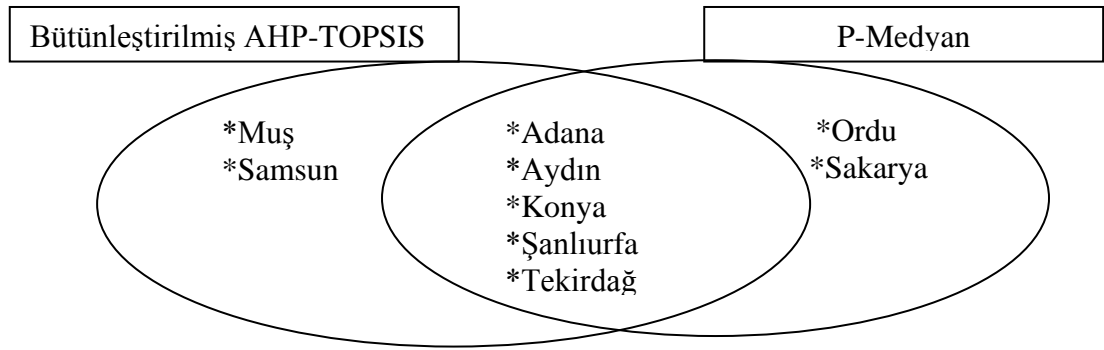 Bütünleştirilmiş AHP-TOPSIS
P-Medyan
*Muş
*Samsun
*Adana
*Aydın
*Konya
*Şanlıurfa
*Tekirdağ
*Ordu
*Sakarya